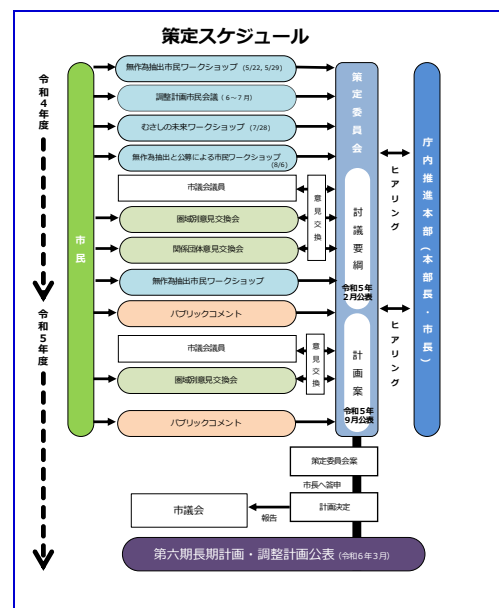 策定スケジュール
令和4年度
令和5年度
市民
無作為抽出市民ワークショップ (5/22, 5/29)
調整計画市民会議 (6～7月)
むさしの未来ワークショップ (7/28)
無作為抽出と公募による市民ワークショップ
(8/6)
市議会議員
圏域別意見交換会
関係団体意見交換会
意見交換
無作為抽出市民ワークショップ
パブリックコメント
市議会議員
圏域別意見交換会
意見交換
パブリックコメント
策定委員会
討議要綱
令和5年
2月公表
計画案
令和5年
9月公表
ヒアリング
ヒアリング
庁内推進本部(本部長・市長)
策定委員会案
市長へ答申
計画決定
報告
市議会
第六期長期計画・調整計画公表 (令和6年3月)